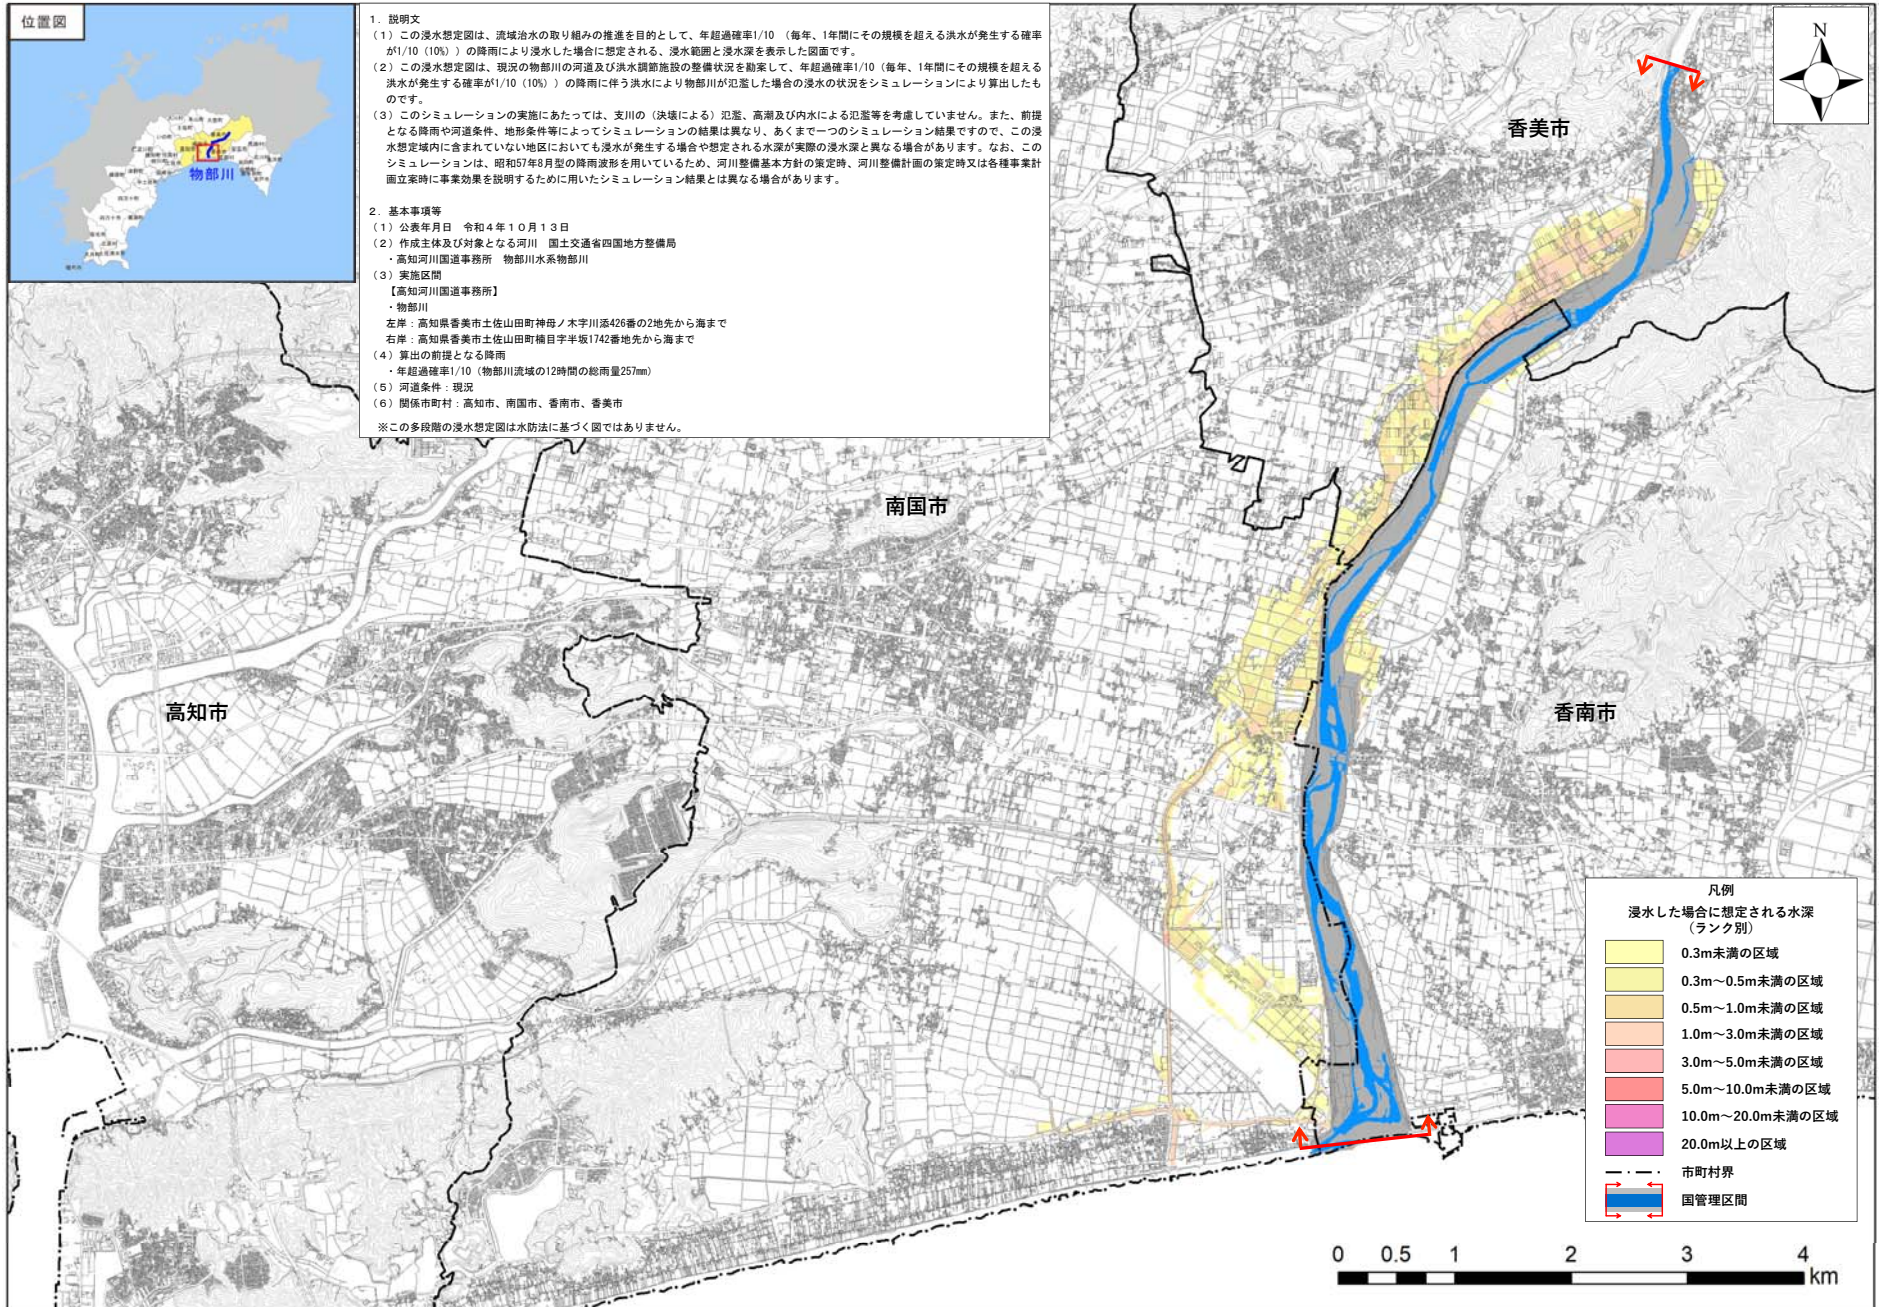 位置図
物部川
1．説明文
（1）この浸水想定図は、流域治水の取り組みの推進を目的として、年超過確率1/10 （毎年、1年間にその規模を超える洪水が発生する確率
が1/10（10%））の降雨により浸水した場合に想定される、浸水範囲と浸水深を表示した図面です。
（2）この浸水想定図は、現況の物部川の河道及び洪水調節施設の整備状況を勘案して、年超過確率1/10（毎年、1年間にその規模を超える
洪水が発生する確率が1/10（10%））の降雨に伴う洪水により物部川が氾濫した場合の浸水の状況をシミュレーションにより算出したも
のです。
（3）このシミュレーションの実施にあたっては、支川の（決壊による）氾濫、高潮及び内水による氾濫等を考慮していません。また、前提
となる降雨や河道条件、地形条件等によってシミュレーションの結果は異なり、あくまで一つのシミュレーション結果ですので、この浸
水想定域内に含まれていない地区においても浸水が発生する場合や想定される水深が実際の浸水深と異なる場合があります。なお、この
シミュレーションは、昭和57年8月型の降雨波形を用いているため、河川整備基本方針の策定時、河川整備計画の策定時又は各種事業計
画立案時に事業効果を説明するために用いたシミュレーション結果とは異なる場合があります。
2．基本事項等
（1）公表年月日　令和４年１０月１３日
（2）作成主体及び対象となる河川　国土交通省四国地方整備局
・高知河川国道事務所　物部川水系物部川
（3）実施区間
【高知河川国道事務所】
・物部川
左岸：高知県香美市土佐山田町神母ノ木字川添426番の2地先から海まで
右岸：高知県香美市土佐山田町楠目字半坂1742番地先から海まで
（4）算出の前提となる降雨
・年超過確率1/10（物部川流域の12時間の総雨量257mm）
（5）河道条件：現況
（6）関係市町村：高知市、南国市、香南市、香美市
※この多段階の浸水想定図は水防法に基づく図ではありません。
N
香美市
南国市
高知市
香南市
凡例
浸水した場合に想定される水深
（ランク別）
0.3m未満の区域
0.3m～0.5m未満の区域
0.5m～1.0m未満の区域
1.0m～3.0m未満の区域
3.0m～5.0m未満の区域
5.0m～10.0m未満の区域
10.0m～20.0m未満の区域
20.0m以上の区域
市町村界
国管理区間
0 0.5 1 2 3 4
km